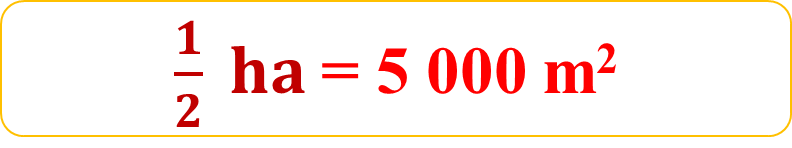 1/2 ha = 5 000 m²